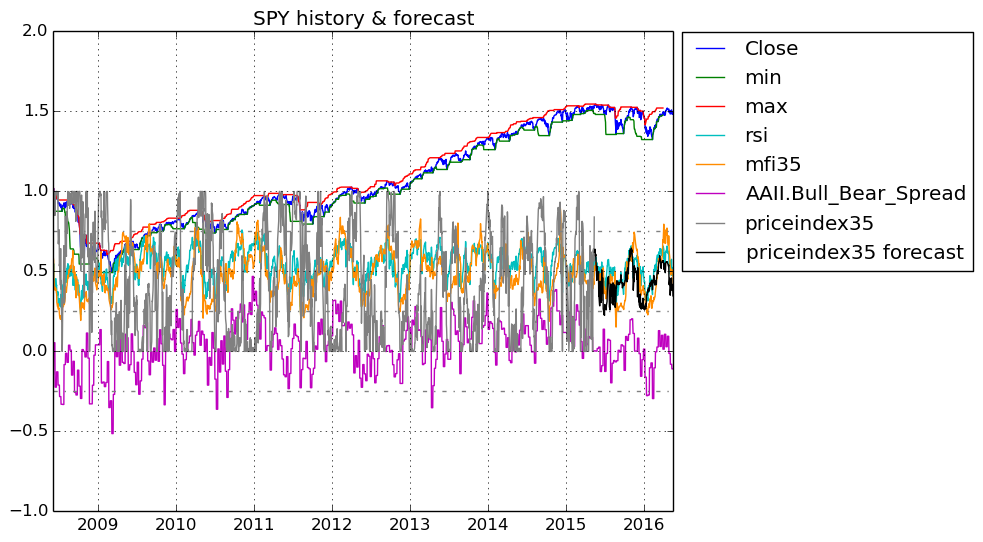 SPY history & forecast
2.0
1.5
1.0
0.5
0.0
−0.5
−1.0
2009 2010 2011 2012 2013 2014 2015 2016
Close
min
max
rsi
mfi35
AAII.Bull_Bear_Spread
priceindex35
priceindex35 forecast